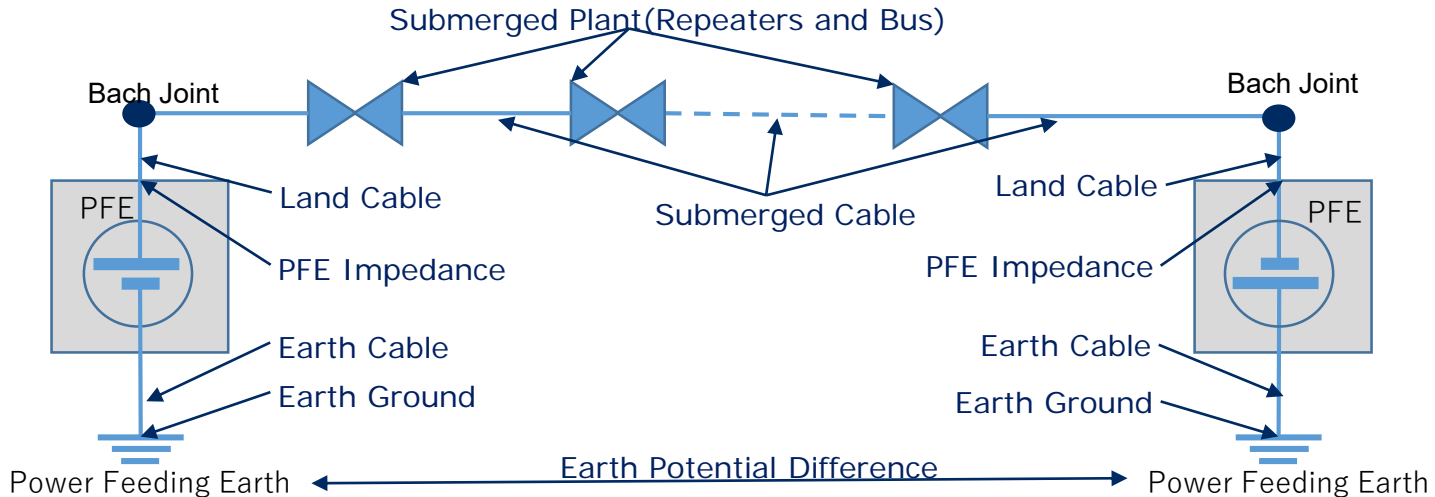 Submerged Plant(Repeaters and Bus)
Bach Joint
Bach Joint
Land Cable
Land Cable
Submerged Cable
PFE
PFE
PFE Impedance
PFE Impedance
Earth Cable
Earth Cable
Earth Ground
Earth Ground
Earth Potential Difference
Power Feeding Earth
Power Feeding Earth